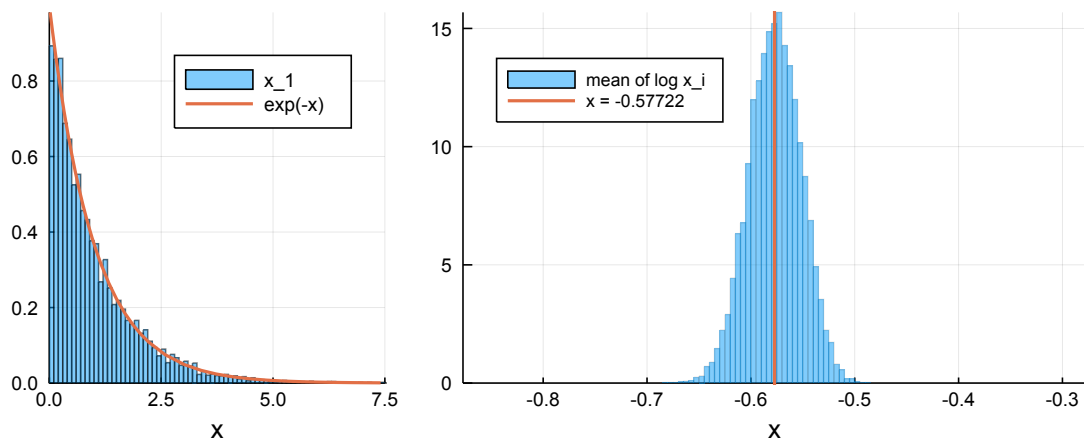 x_1
exp(-x)
0.8
0.6
0.4
0.2
0.0
0.0 2.5 5.0 7.5
x
mean of log x_i
x = -0.57722
15
10
5
0
-0.8 -0.7 -0.6 -0.5 -0.4 -0.3
x